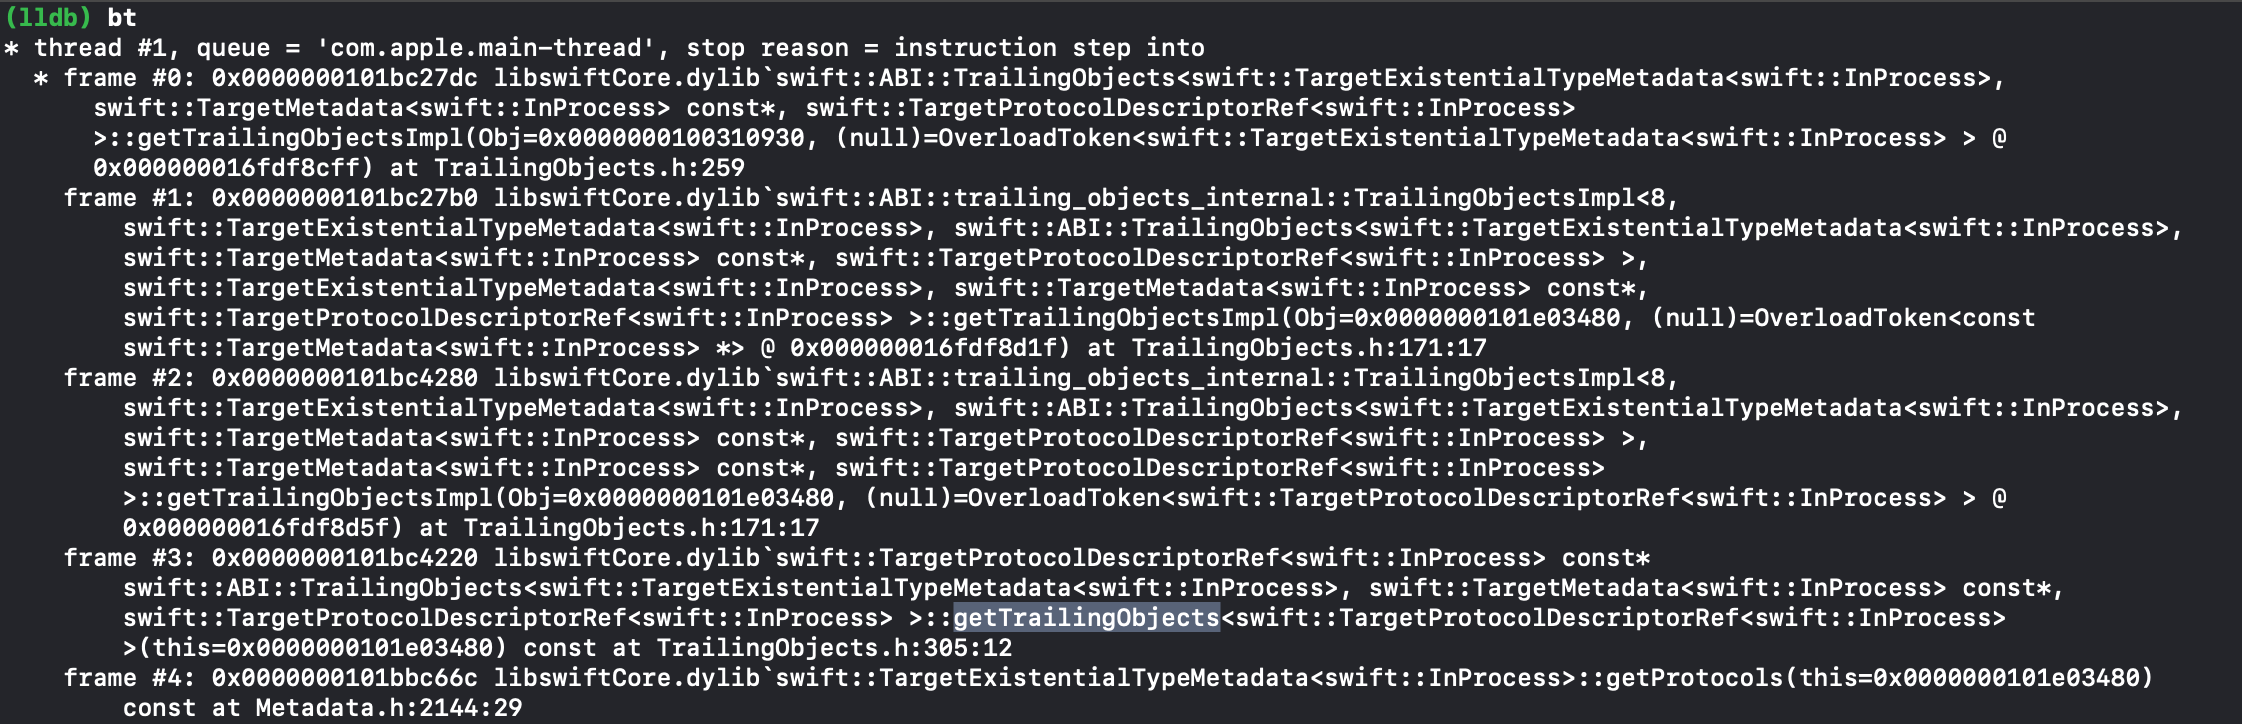 (lldb) bt
* thread #1, queue = 'com.apple.main-thread', stop reason = instruction step into
* frame #0: 0x0000000101bc27dc libswiftCore.dylib`swift::ABI::TrailingObjects<swift::TargetExistentialTypeMetadata<swift::InProcess>,
swift::TargetMetadata<swift::InProcess> const*, swift::TargetProtocolDescriptorRef<swift::InProcess>
>::getTrailingObjectsImpl(Obj=0x0000000100310930, (null)=OverloadToken<swift::TargetExistentialTypeMetadata<swift::InProcess> > @
0x000000016fdf8cff) at TrailingObjects.h:259
frame #1: 0x0000000101bc27b0 libswiftCore.dylib`swift::ABI::trailing_objects_internal::TrailingObjectsImpl<8,
swift::TargetExistentialTypeMetadata<swift::InProcess>, swift::ABI::TrailingObjects<swift::TargetExistentialTypeMetadata<swift::InProcess>,
swift::TargetMetadata<swift::InProcess> const*, swift::TargetProtocolDescriptorRef<swift::InProcess> >,
swift::TargetExistentialTypeMetadata<swift::InProcess>, swift::TargetMetadata<swift::InProcess> const*,
swift::TargetProtocolDescriptorRef<swift::InProcess> >::getTrailingObjectsImpl(Obj=0x0000000101e03480, (null)=OverloadToken<const
swift::TargetMetadata<swift::InProcess> *> @ 0x000000016fdf8d1f) at TrailingObjects.h:171:17
frame #2: 0x0000000101bc4280 libswiftCore.dylib`swift::ABI::trailing_objects_internal::TrailingObjectsImpl<8,
swift::TargetExistentialTypeMetadata<swift::InProcess>, swift::ABI::TrailingObjects<swift::TargetExistentialTypeMetadata<swift::InProcess>,
swift::TargetMetadata<swift::InProcess> const*, swift::TargetProtocolDescriptorRef<swift::InProcess> >,
swift::TargetMetadata<swift::InProcess> const*, swift::TargetProtocolDescriptorRef<swift::InProcess>
>::getTrailingObjectsImpl(Obj=0x0000000101e03480, (null)=OverloadToken<swift::TargetProtocolDescriptorRef<swift::InProcess> > @
0x000000016fdf8d5f) at TrailingObjects.h:171:17
frame #3: 0x0000000101bc4220 libswiftCore.dylib`swift::TargetProtocolDescriptorRef<swift::InProcess> const*
swift::ABI::TrailingObjects<swift::TargetExistentialTypeMetadata<swift::InProcess>, swift::TargetMetadata<swift::InProcess> const*,
swift::TargetProtocolDescriptorRef<swift::InProcess> >::getTrailingObjects<swift::TargetProtocolDescriptorRef<swift::InProcess>
>(this=0x0000000101e03480) const at TrailingObjects.h:305:12
frame #4: 0x0000000101bbc66c libswiftCore.dylib`swift::TargetExistentialTypeMetadata<swift::InProcess>::getProtocols(this=0x0000000101e03480)
const at Metadata.h:2144:29